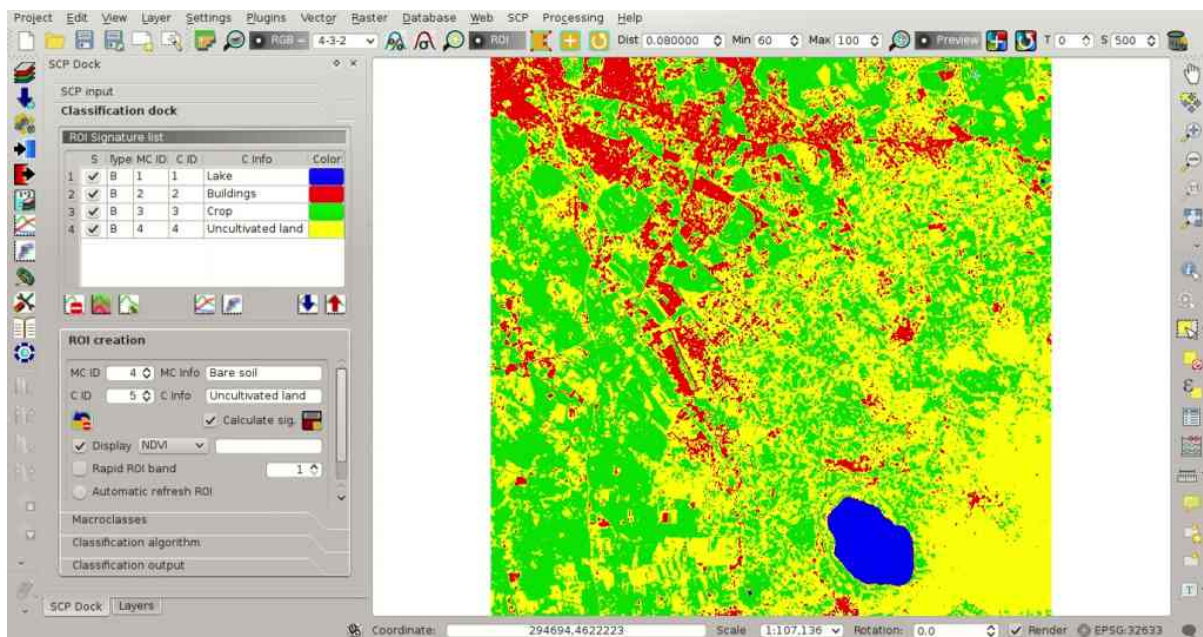 Project Edit View Layer Settings Plugins Vector Raster Database Web SCP Processing Help
RGB = 4-3-2 ROI Dist 0.080000 Min 60 Max 100 Preview T 0 S 500
SCP Dock
SCP input
Classification dock
ROI Signature list
S Type MC ID C ID C Info Color
1 B 1 1 Lake
2 B 2 2 Buildings
3 B 3 3 Crop
4 B 4 4 Uncultivated land
ROI creation
MC ID 4 MC Info Bare soil
C ID 5 C Info Uncultivated land
Calculate sig.
Display NDVI
Rapid ROI band 1
Automatic refresh ROI
Macroclasses
Classification algorithm
Classification output
SCP Dock Layers
Coordinate: 294694,4622223 Scale 1:107,136 Rotation: 0.0 Render EPSG:32633